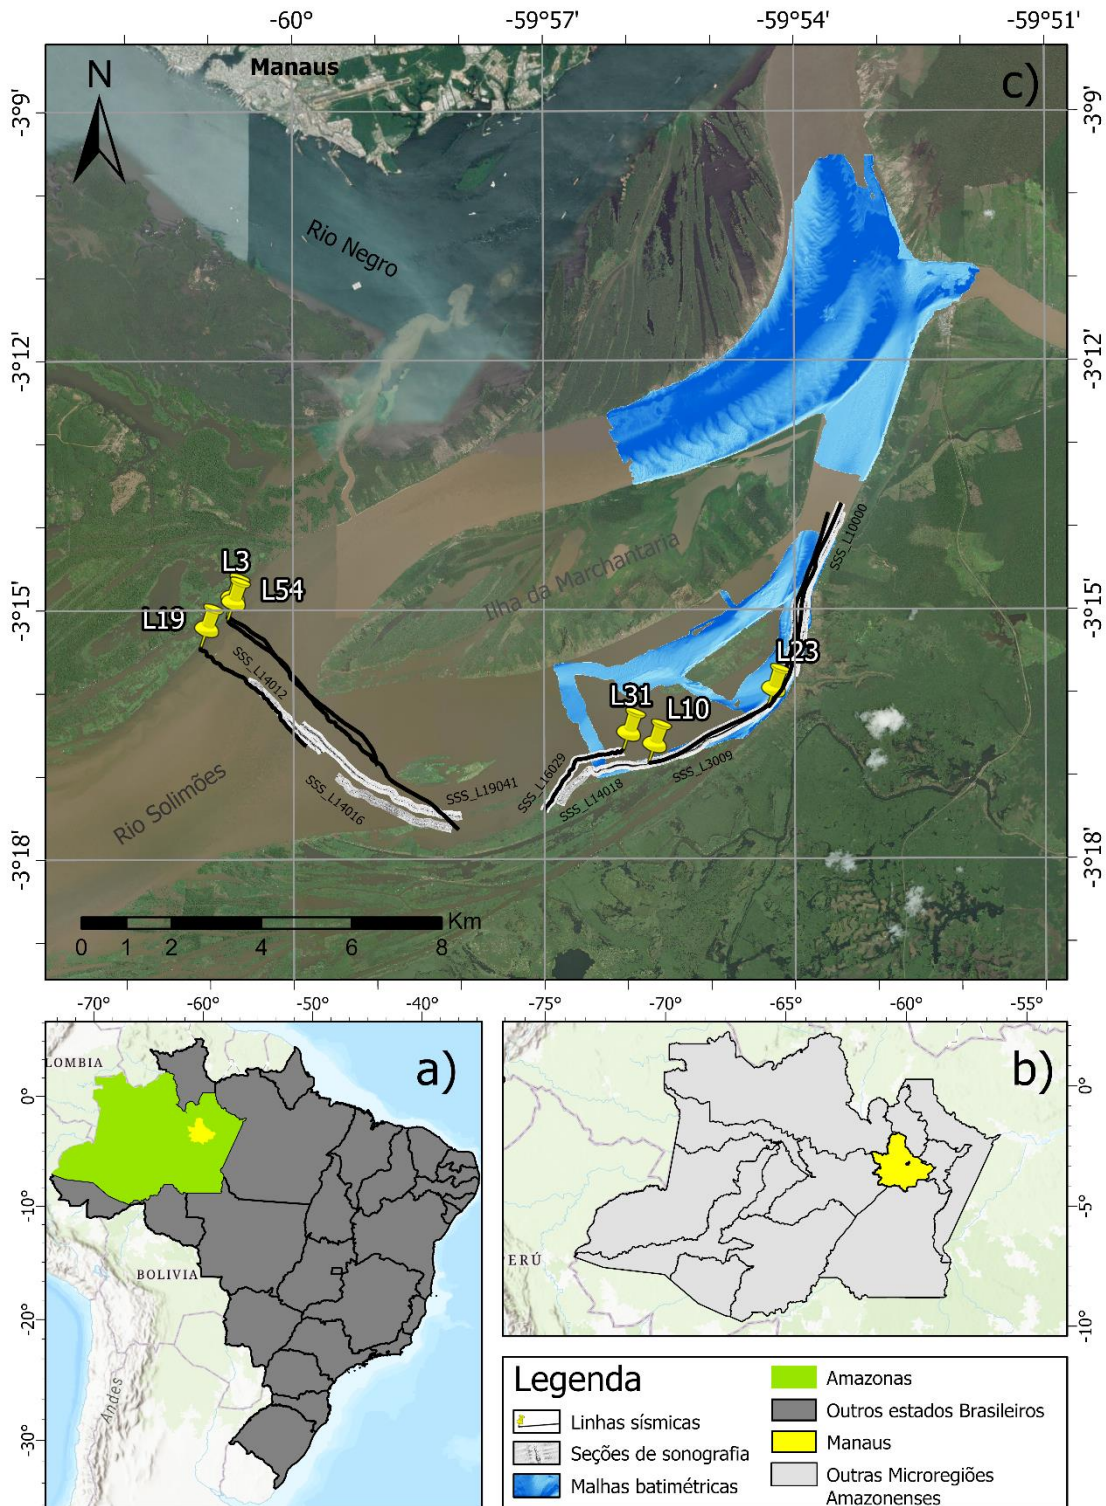 -60° -59°57' -59°54' -59°51'
Manaus
c)
N
-3°9' -3°9'
Rio Negro
-3°12' -3°12'
SSS_L10000
Ilha da Marchantaria
L3
L54
L19
-3°15' -3°15'
SSS_L14012
L23
L31
L10
SSS_L16029
SSS_L3009
SSS_L14018
SSS_L19041
SSS_L14016
Rio Solimões
-3°18' -3°18'
Km
0 1 2 4 6 8
-70° -60° -50° -40°
LOMBIA
a)
0°
-10°
BOLIVIA
-20°
Andes
-30°
-75° -70° -65° -60° -55°
b)
0°
-5°
ERÚ
-10°
Legenda
Linhas sísmicas
Seções de sonografia
Malhas batimétricas
Amazonas
Outros estados Brasileiros
Manaus
Outras Microregiões
Amazonenses